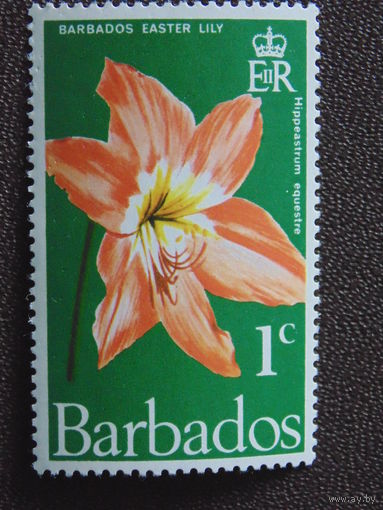 BARBADOS EASTER LILY
EIIR
Hippeastrum equestre
1c
Barbados
www.ay.by